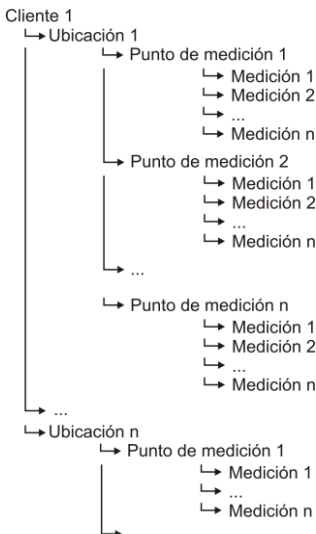 Cliente 1
Ubicación 1
Punto de medición 1
Medición 1
Medición 2
...
Medición n
Punto de medición 2
Medición 1
Medición 2
...
Medición n
...
Punto de medición n
Medición 1
Medición 2
...
Medición n
...
Ubicación n
Punto de medición 1
Medición 1
...
Medición n